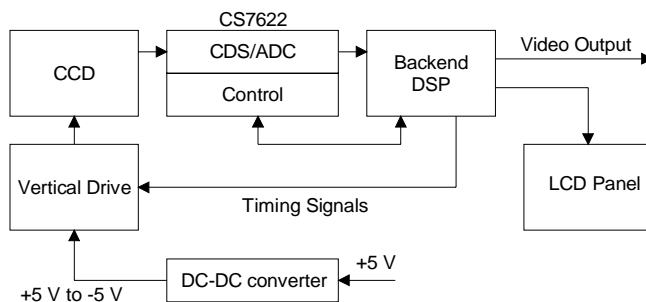 CS7622
CCD
CDS/ADC
Control
Backend
DSP
Video Output
Vertical Drive
LCD Panel
Timing Signals
DC-DC converter
+5 V
+5 V to -5 V